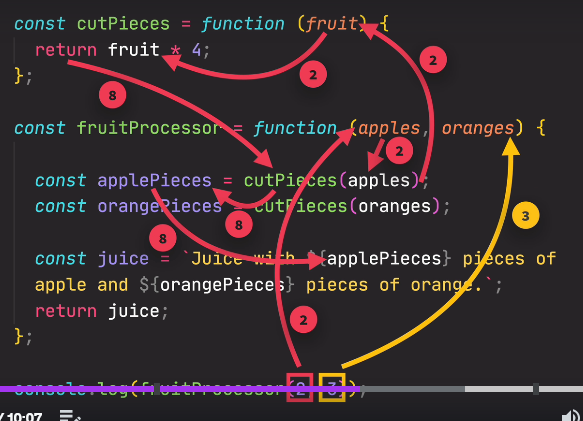 const cutPieces = function (fruit) {
return fruit * 4;
};
const fruitProcessor = function (apples, oranges) {
const applePieces = cutPieces(apples);
const orangePieces = cutPieces(oranges);
const juice = `Juice with ${applePieces} pieces of
apple and ${orangePieces} pieces of orange.`;
return juice;
};
console.log(fruitProcessor(2, 3));
2
2
8
2
8
8
3
2
/ 10:07